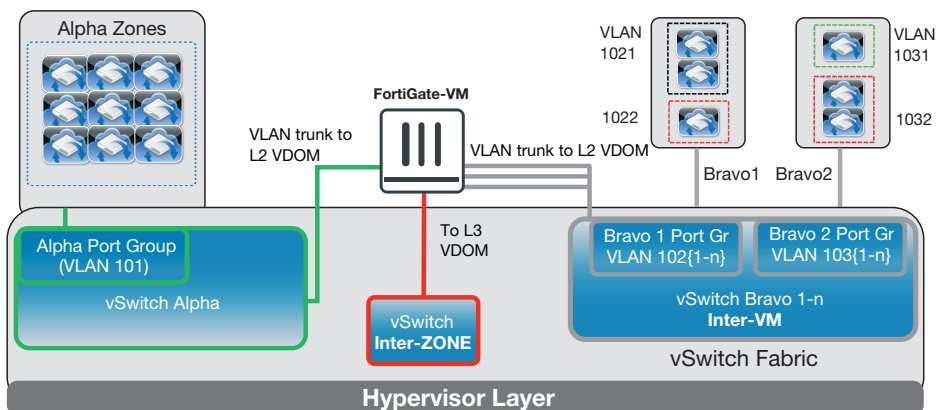 Alpha Zones
FortiGate-VM
VLAN trunk to
L2 VDOM
VLAN trunk to L2 VDOM
VLAN
1021
1022
VLAN
1031
1032
Bravo1
Bravo2
To L3
VDOM
Alpha Port Group
(VLAN 101)
vSwitch Alpha
vSwitch
Inter-ZONE
Bravo 1 Port Gr
VLAN 102{1-n}
Bravo 2 Port Gr
VLAN 103{1-n}
vSwitch Bravo 1-n
Inter-VM
vSwitch Fabric
Hypervisor Layer